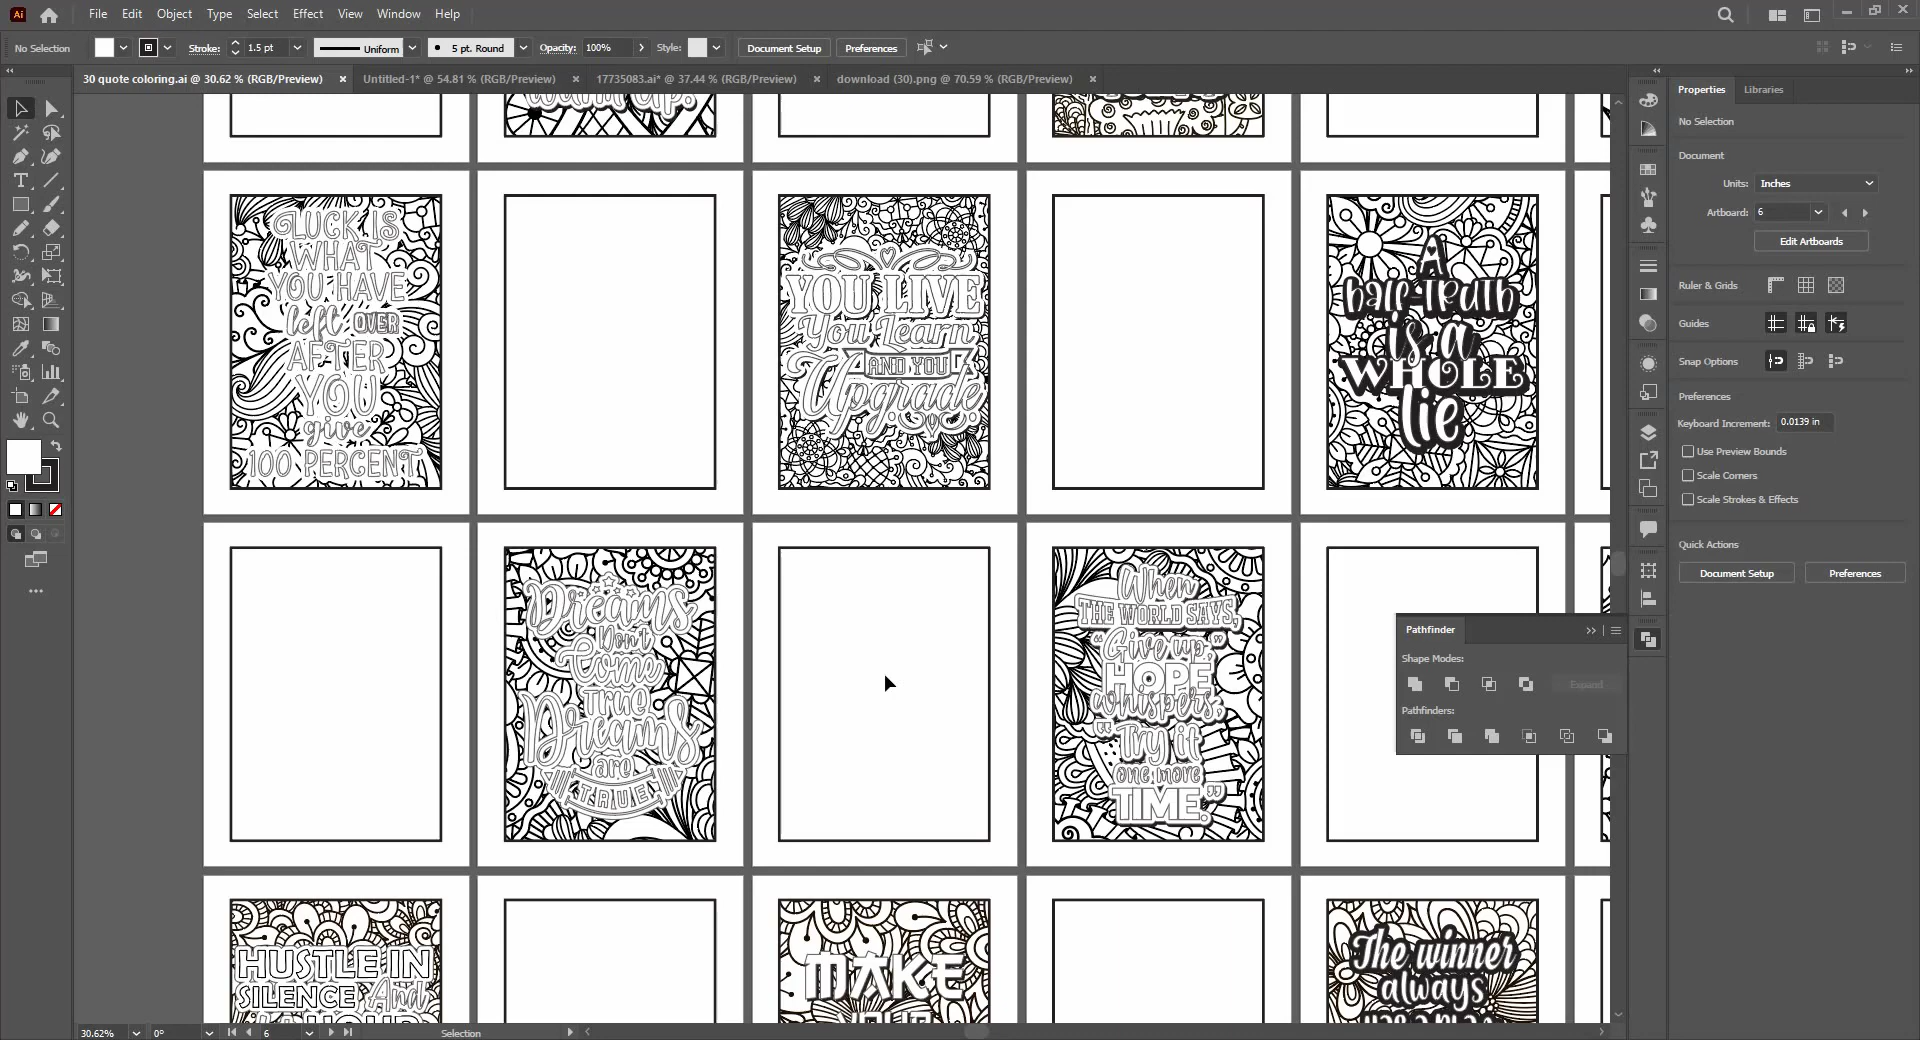 Ai
File Edit Object Type Select Effect View Window Help
No Selection
Stroke: 1.5 pt
Uniform
5 pt. Round
Opacity: 100%
Style:
Document Setup
Preferences
30 quote coloring.ai @ 30.62 % (RGB/Preview)
Untitled-1* @ 54.81 % (RGB/Preview)
17735083.ai* @ 37.44 % (RGB/Preview)
download (30).png @ 70.59 % (RGB/Preview)
Properties
Libraries
No Selection
Document
Units: Inches
Artboard: 6
Edit Artboards
Ruler & Grids
Guides
Snap Options
Preferences
Keyboard Increment: 0.0139 in
Use Preview Bounds
Scale Corners
Scale Strokes & Effects
Quick Actions
Document Setup
Preferences
Pathfinder
Shape Modes:
Expand
Pathfinders:
LUCK IS
WHAT
YOU HAVE
left OVER
AFTER
YOU
give
100 PERCENT
YOU LIVE
You Learn
AND YOU
Upgrade
A
half-truth
is a
WHOLE
lie
Dreams
Don't
Come
TRUE
Dreams
are
TRUE
When
THE WORLD SAYS,
"Give up,"
HOPE
whispers,
"Try it
one more
TIME."
HUSTLE IN
SILENCE And
MAKE
The winner
always
30.62%
0°
6
Selection